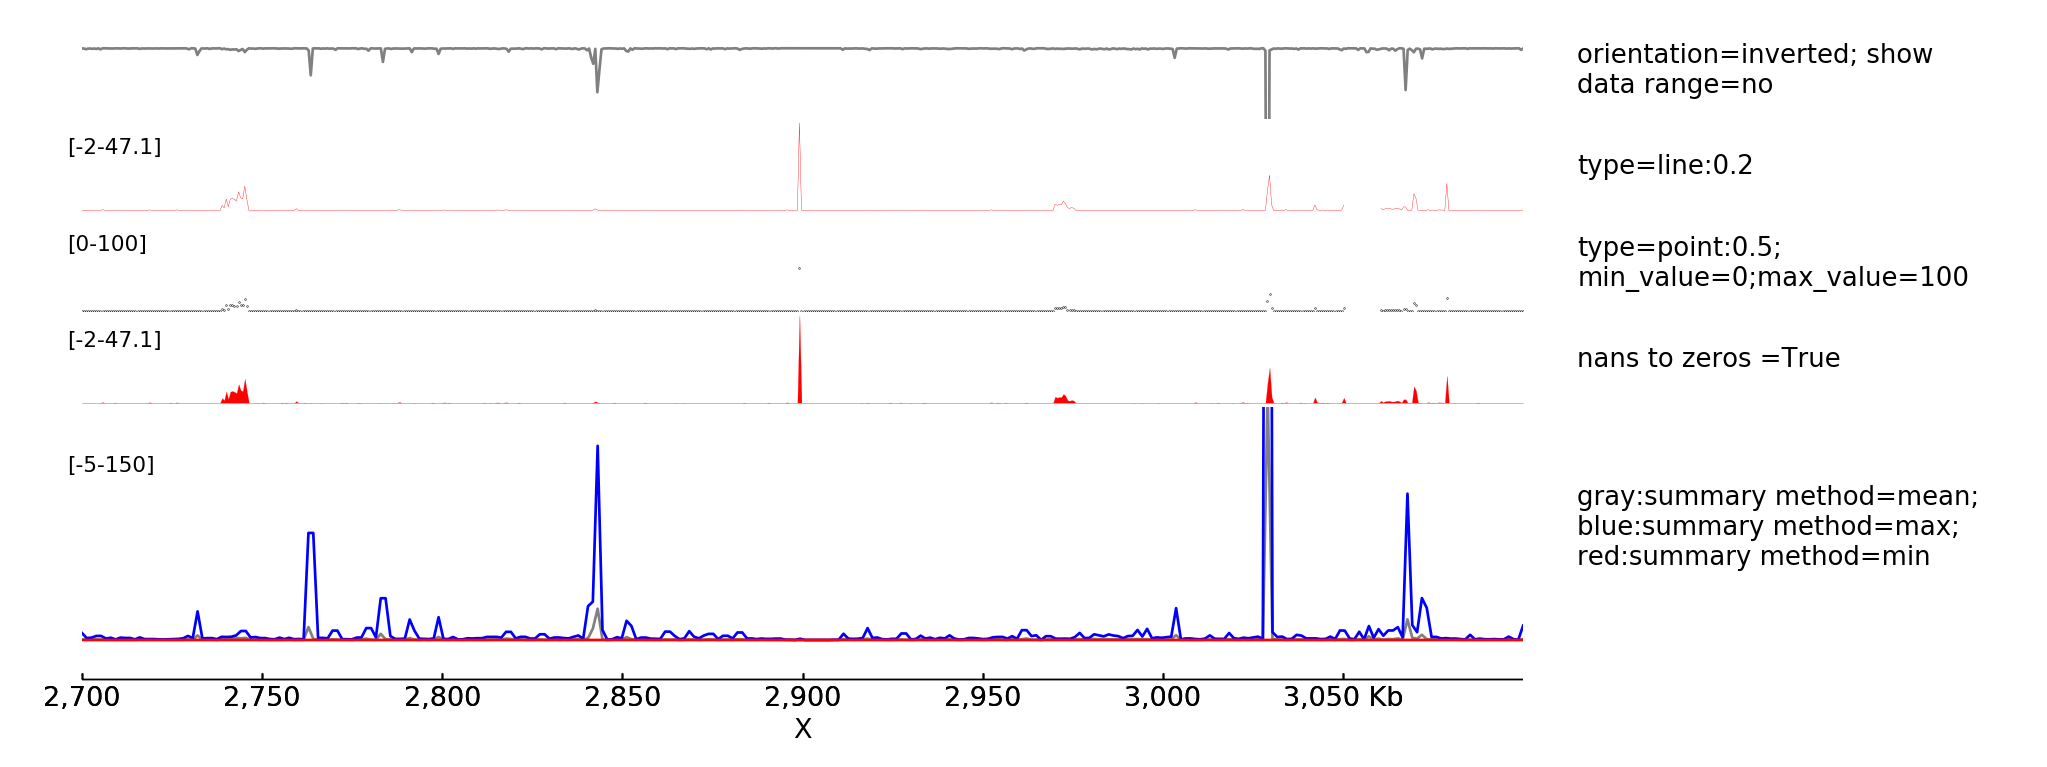 orientation=inverted; show
data range=no
[-2-47.1]
type=line:0.2
[0-100]
type=point:0.5;
min_value=0;max_value=100
[-2-47.1]
nans to zeros =True
[-5-150]
gray:summary method=mean;
blue:summary method=max;
red:summary method=min
2,700 2,750 2,800 2,850 2,900 2,950 3,000 3,050 Kb
X